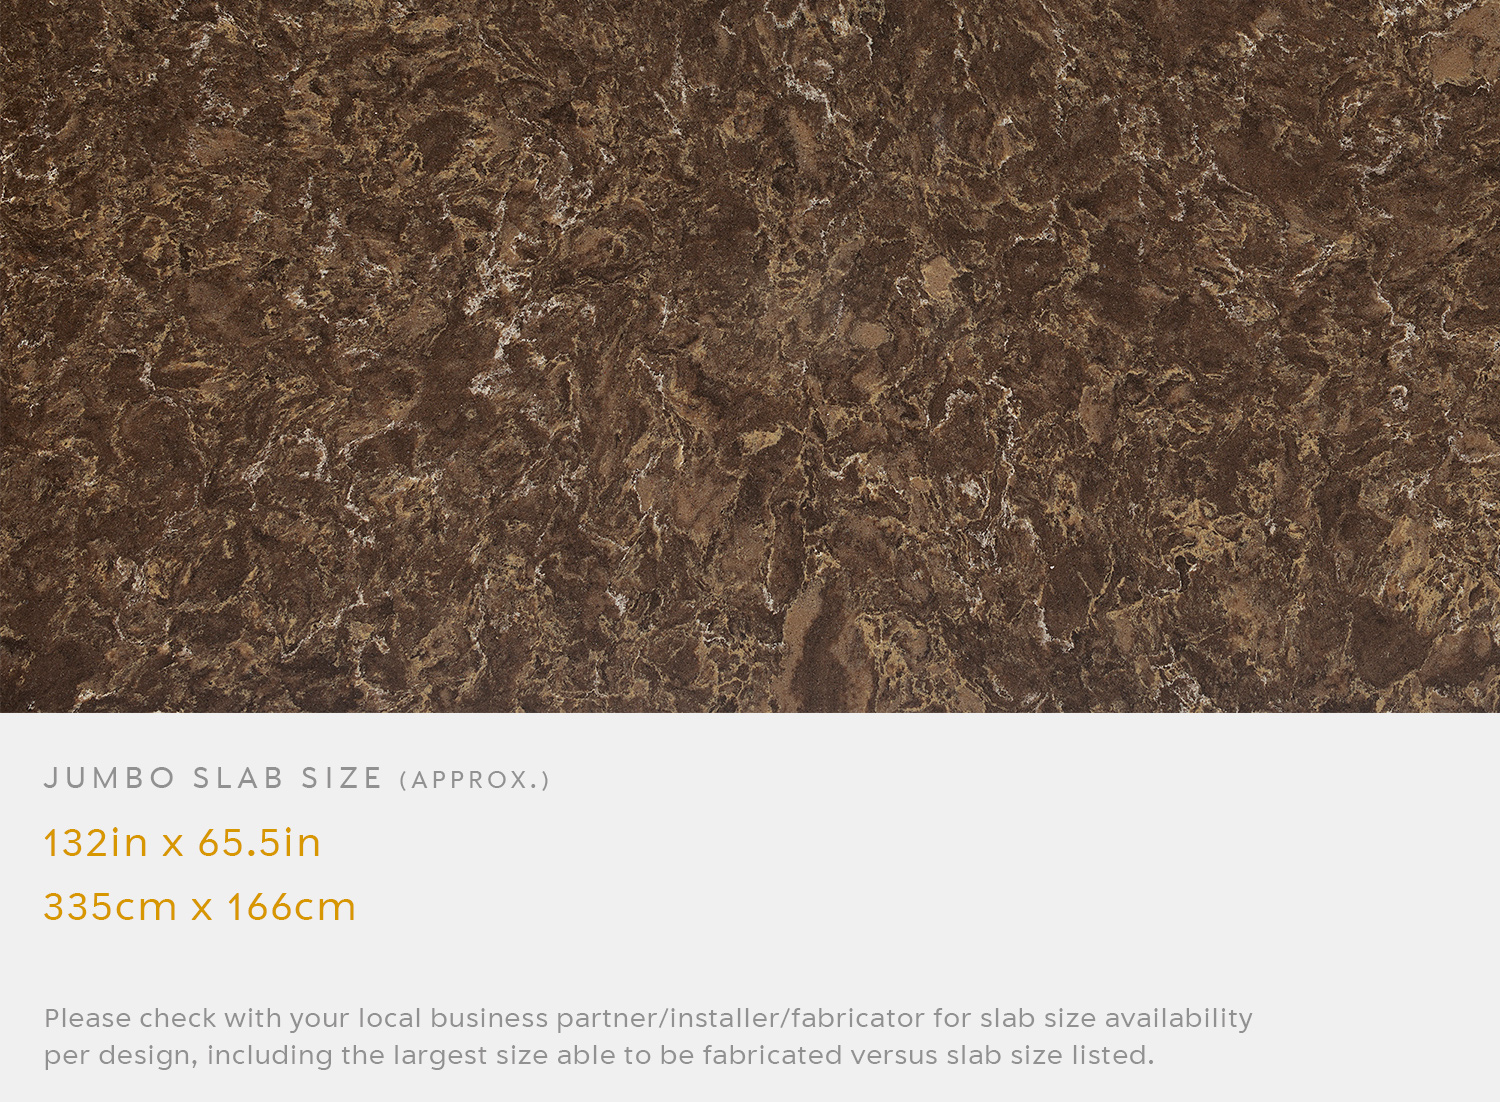 JUMBO SLAB SIZE (APPROX.)
132in x 65.5in
335cm x 166cm
Please check with your local business partner/installer/fabricator for slab size availability
per design, including the largest size able to be fabricated versus slab size listed.